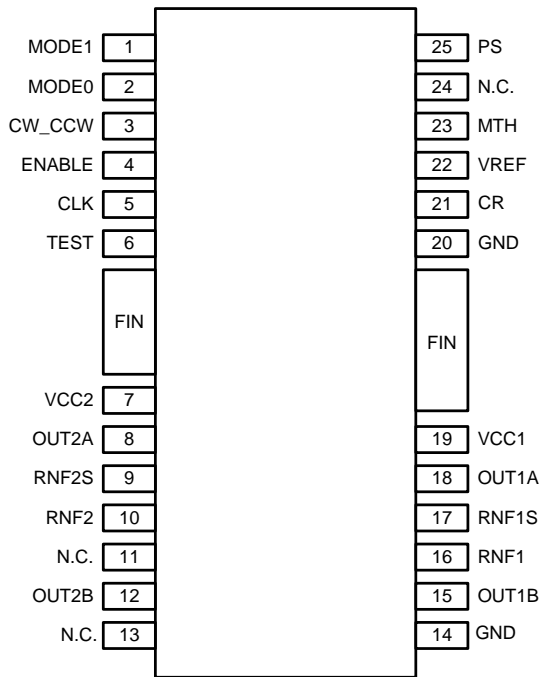 MODE1 1 25 PS
MODE0 2 24 N.C.
CW_CCW 3 23 MTH
ENABLE 4 22 VREF
CLK 5 21 CR
TEST 6 20 GND
FIN
FIN
VCC2 7
OUT2A 8 19 VCC1
RNF2S 9 18 OUT1A
RNF2 10 17 RNF1S
N.C. 11 16 RNF1
OUT2B 12 15 OUT1B
N.C. 13 14 GND